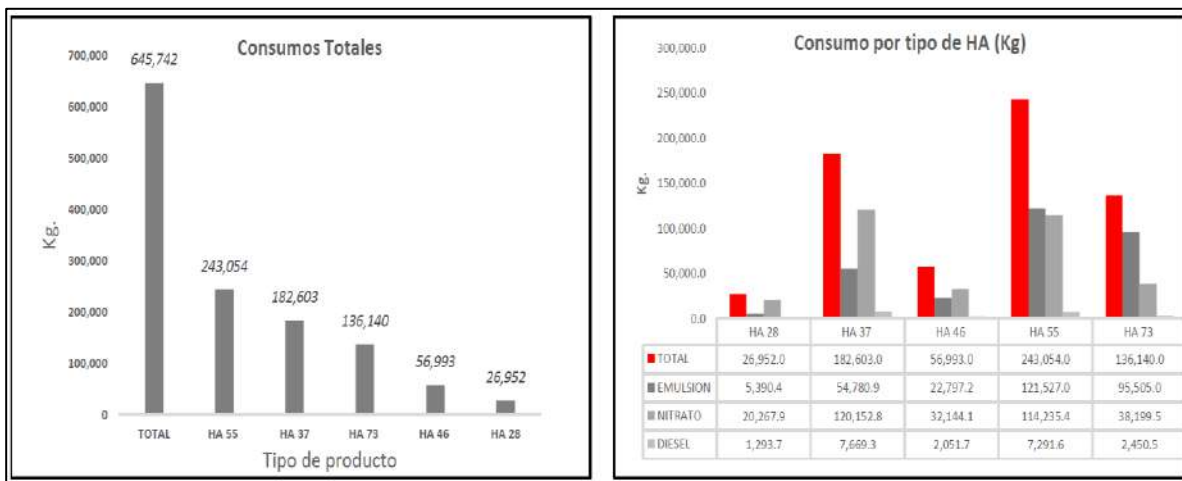 Consumos Totales
700,000
600,000
500,000
400,000
300,000
200,000
100,000
0
Kg.
645,742
243,054
182,603
136,140
56,993
26,952
TOTAL HA 55 HA 37 HA 73 HA 46 HA 28
Tipo de producto
Consumo por tipo de HA (Kg)
300,000.0
250,000.0
200,000.0
150,000.0
100,000.0
50,000.0
0.0
Kg.
HA 28 HA 37 HA 46 HA 55 HA 73
TOTAL 26,952.0 182,603.0 56,993.0 243,054.0 136,140.0
EMULSION 5,390.4 54,780.9 22,797.2 121,527.0 95,505.0
NITRATO 20,267.9 120,152.8 32,144.1 114,235.4 38,199.5
DIESEL 1,293.7 7,669.3 2,051.7 7,291.6 2,450.5